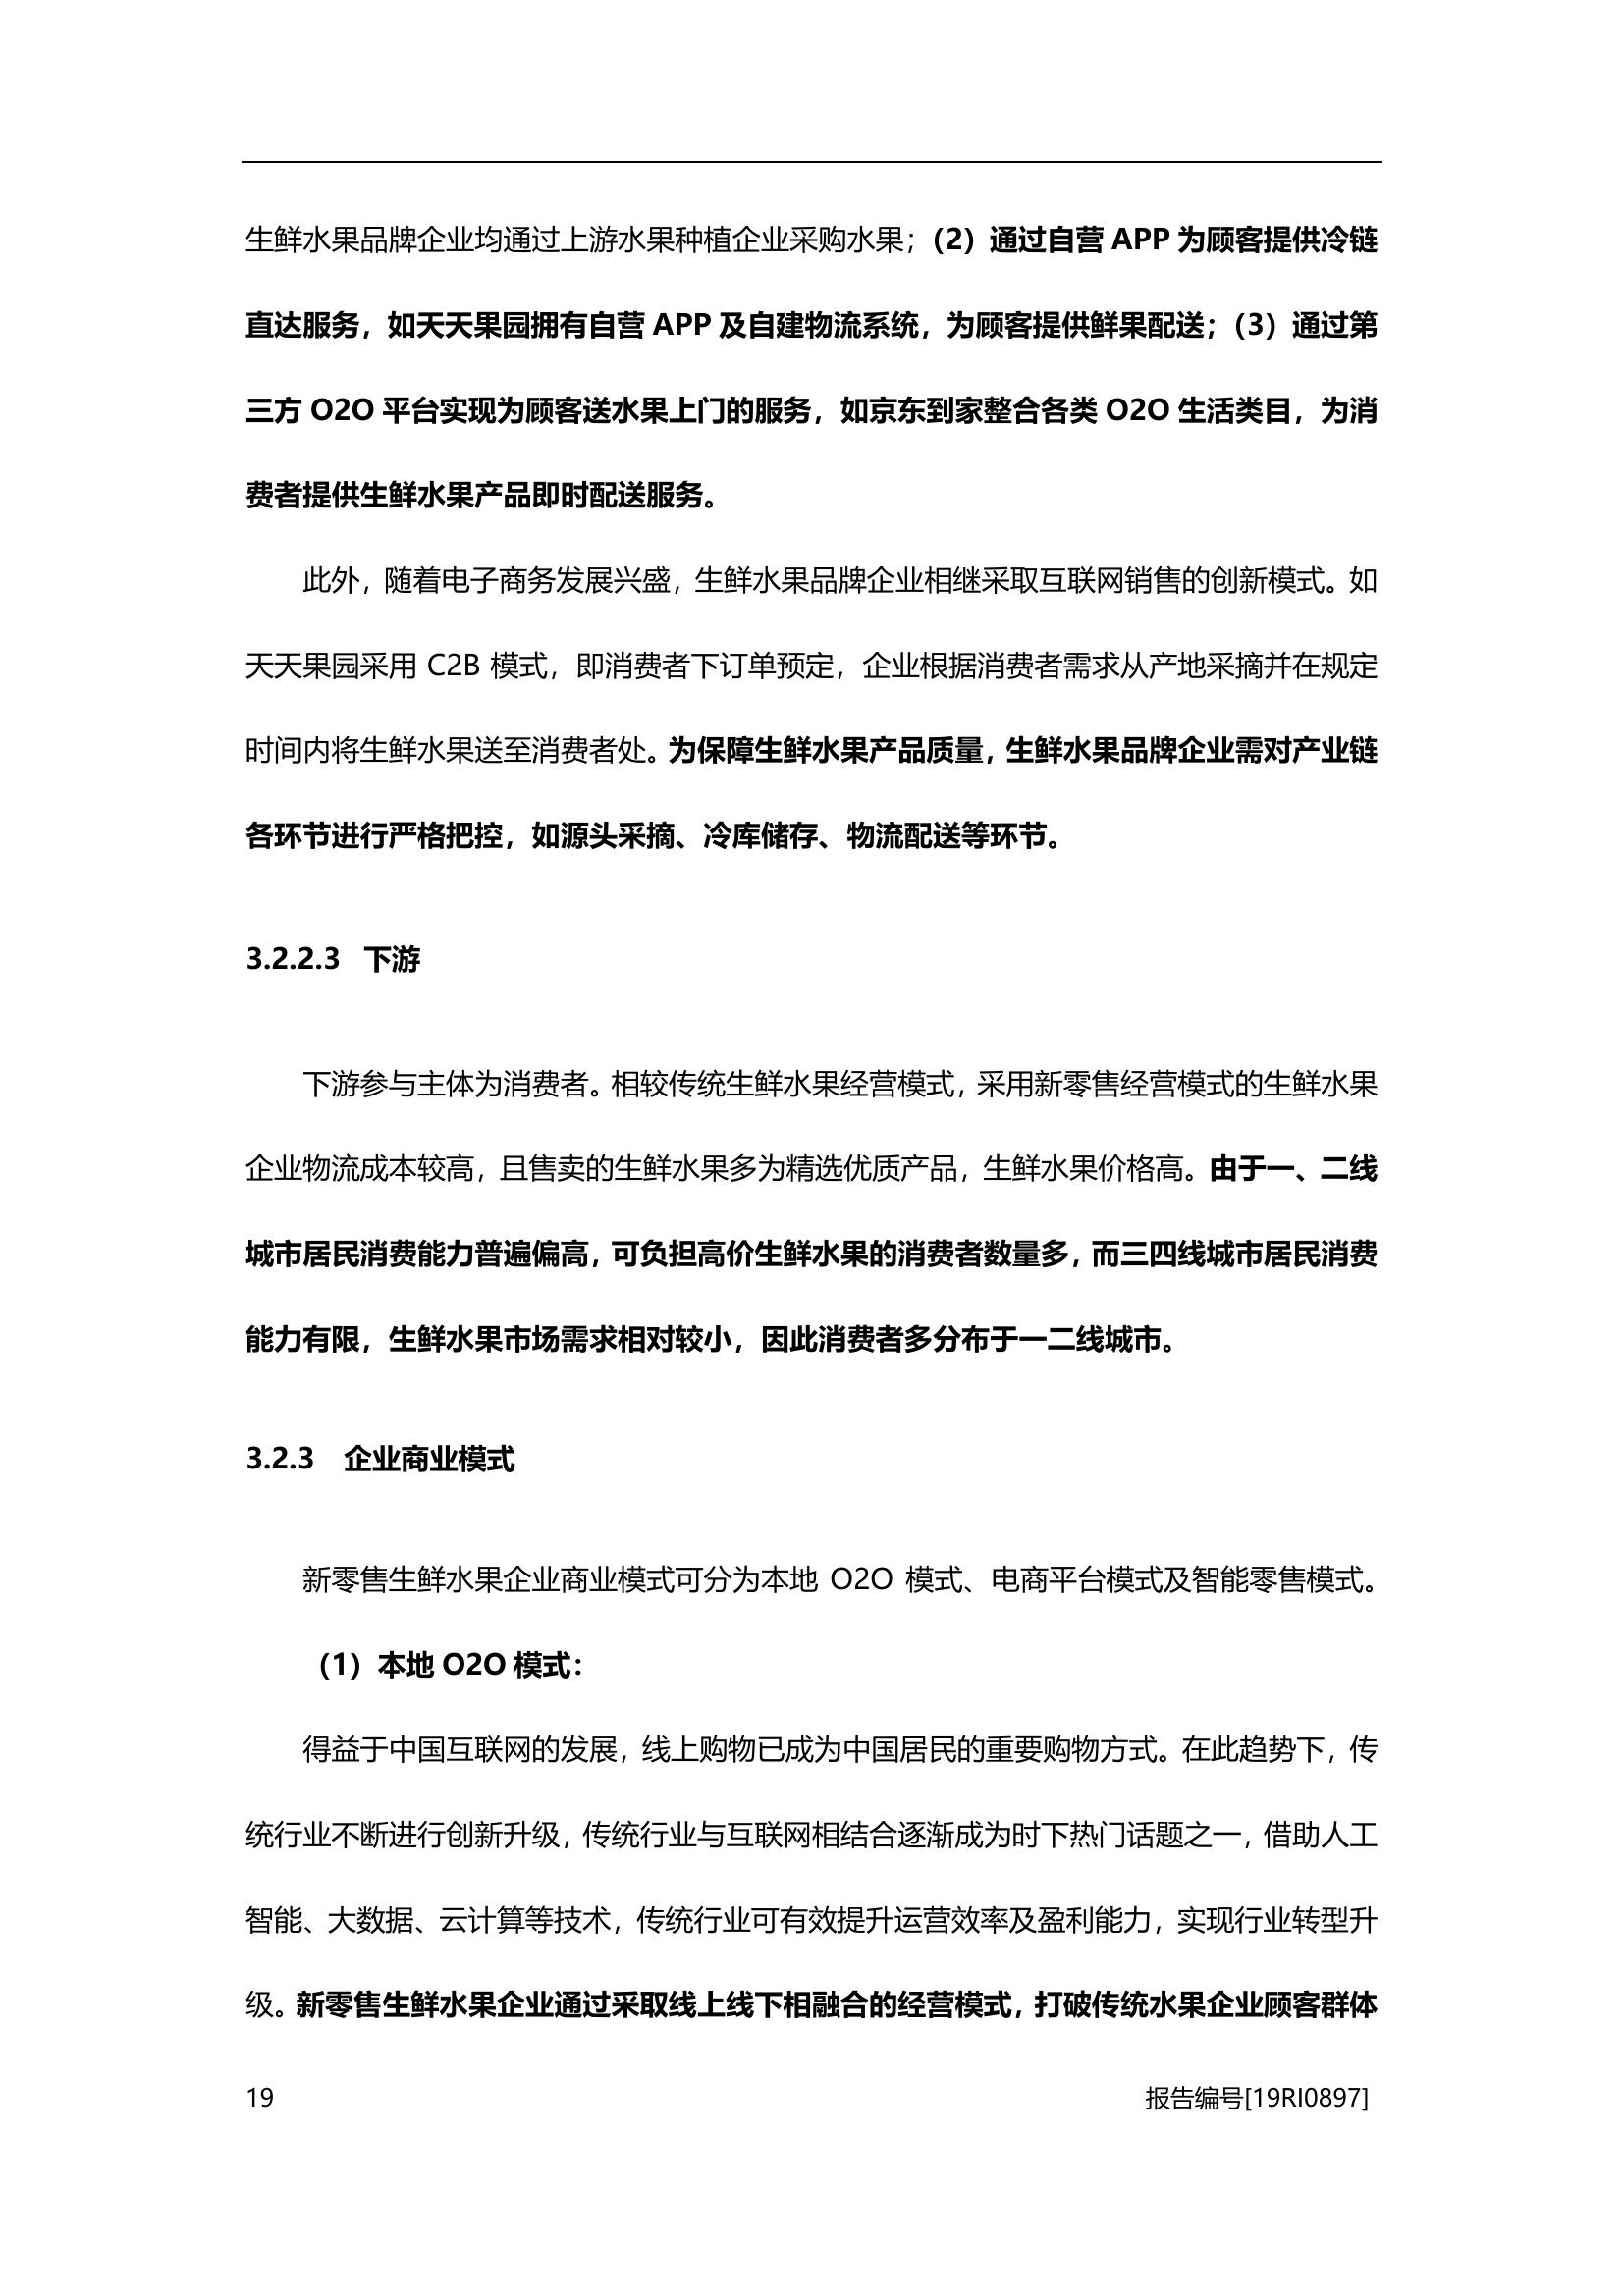 生鲜水果品牌企业均通过上游水果种植企业采购水果；（2）通过自营 APP 为顾客提供冷链
直达服务，如天天果园拥有自营 APP 及自建物流系统，为顾客提供鲜果配送；（3）通过第
三方 O2O 平台实现为顾客送水果上门的服务，如京东到家整合各类 O2O 生活类目，为消
费者提供生鲜水果产品即时配送服务。
此外，随着电子商务发展兴盛，生鲜水果品牌企业相继采取互联网销售的创新模式。如
天天果园采用 C2B 模式，即消费者下订单预定，企业根据消费者需求从产地采摘并在规定
时间内将生鲜水果送至消费者处。为保障生鲜水果产品质量，生鲜水果品牌企业需对产业链
各环节进行严格把控，如源头采摘、冷库储存、物流配送等环节。
3.2.2.3 下游
下游参与主体为消费者。相较传统生鲜水果经营模式，采用新零售经营模式的生鲜水果
企业物流成本较高，且售卖的生鲜水果多为精选优质产品，生鲜水果价格高。由于一、二线
城市居民消费能力普遍偏高，可负担高价生鲜水果的消费者数量多，而三四线城市居民消费
能力有限，生鲜水果市场需求相对较小，因此消费者多分布于一二线城市。
3.2.3 企业商业模式
新零售生鲜水果企业商业模式可分为本地 O2O 模式、电商平台模式及智能零售模式。
（1）本地 O2O 模式：
得益于中国互联网的发展，线上购物已成为中国居民的重要购物方式。在此趋势下，传
统行业不断进行创新升级，传统行业与互联网相结合逐渐成为时下热门话题之一，借助人工
智能、大数据、云计算等技术，传统行业可有效提升运营效率及盈利能力，实现行业转型升
级。新零售生鲜水果企业通过采取线上线下相融合的经营模式，打破传统水果企业顾客群体
19 报告编号[19RI0897]